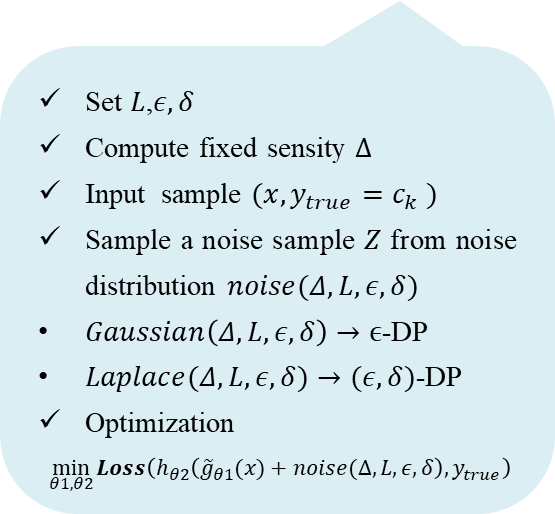 ✓ Set L,ϵ, δ
✓ Compute fixed sensity Δ
✓ Input sample (x, y_true = c_k )
✓ Sample a noise sample Z from noise
distribution noise(Δ, L, ϵ, δ)
• Gaussian(Δ, L, ϵ, δ) → ϵ-DP
• Laplace(Δ, L, ϵ, δ) → (ϵ, δ)-DP
✓ Optimization
min_{θ1,θ2} Loss(h_θ2(g̃_θ1(x) + noise(Δ, L, ϵ, δ), y_true)